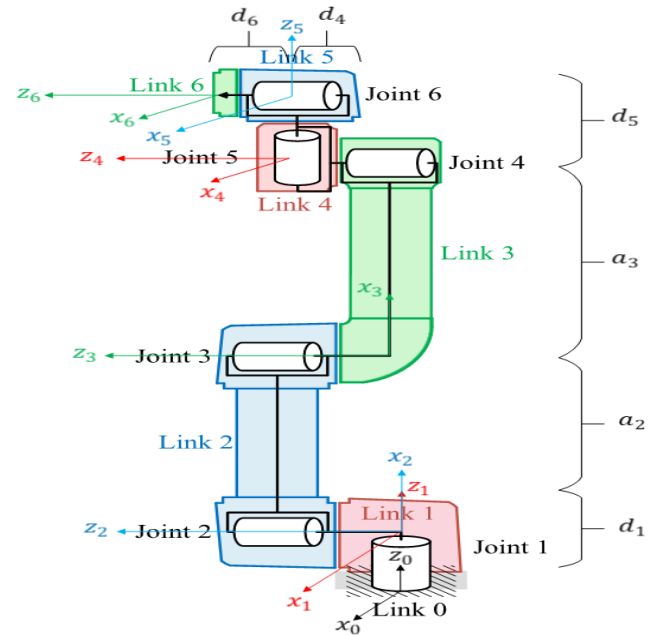 d₆ d₄
z₅
Link 5
z₆ Link 6 Joint 6
x₆
x₅
d₅
z₄ Joint 5 Joint 4
x₄
Link 4
Link 3
a₃
x₃
z₃ Joint 3
Link 2
a₂
x₂
z₁
Link 1
z₂ Joint 2
d₁
z₀ Joint 1
x₁
Link 0
x₀